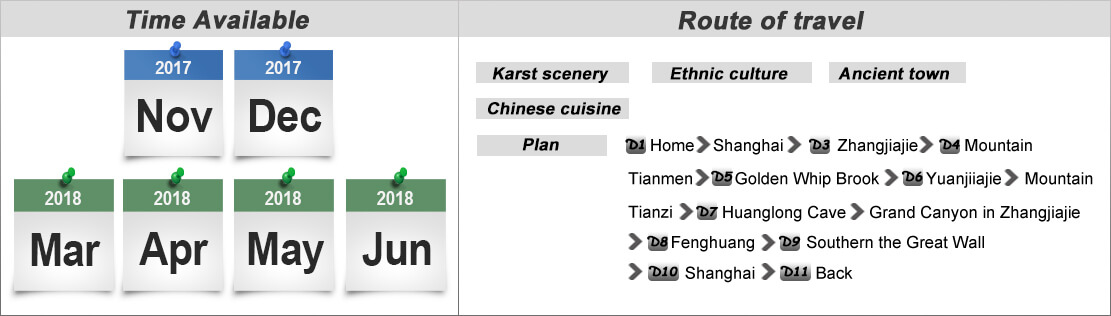 Time Available
2017
Nov
2017
Dec
2018
Mar
2018
Apr
2018
May
2018
Jun
Route of travel
Karst scenery
Ethnic culture
Ancient town
Chinese cuisine
Plan
D1 Home Shanghai D3 Zhangjiajie D4 Mountain
Tianmen D5 Golden Whip Brook D6 Yuanjiiajie Mountain
Tianzi D7 Huanglong Cave Grand Canyon in Zhangjiajie
D8 Fenghuang D9 Southern the Great Wall
D10 Shanghai D11 Back